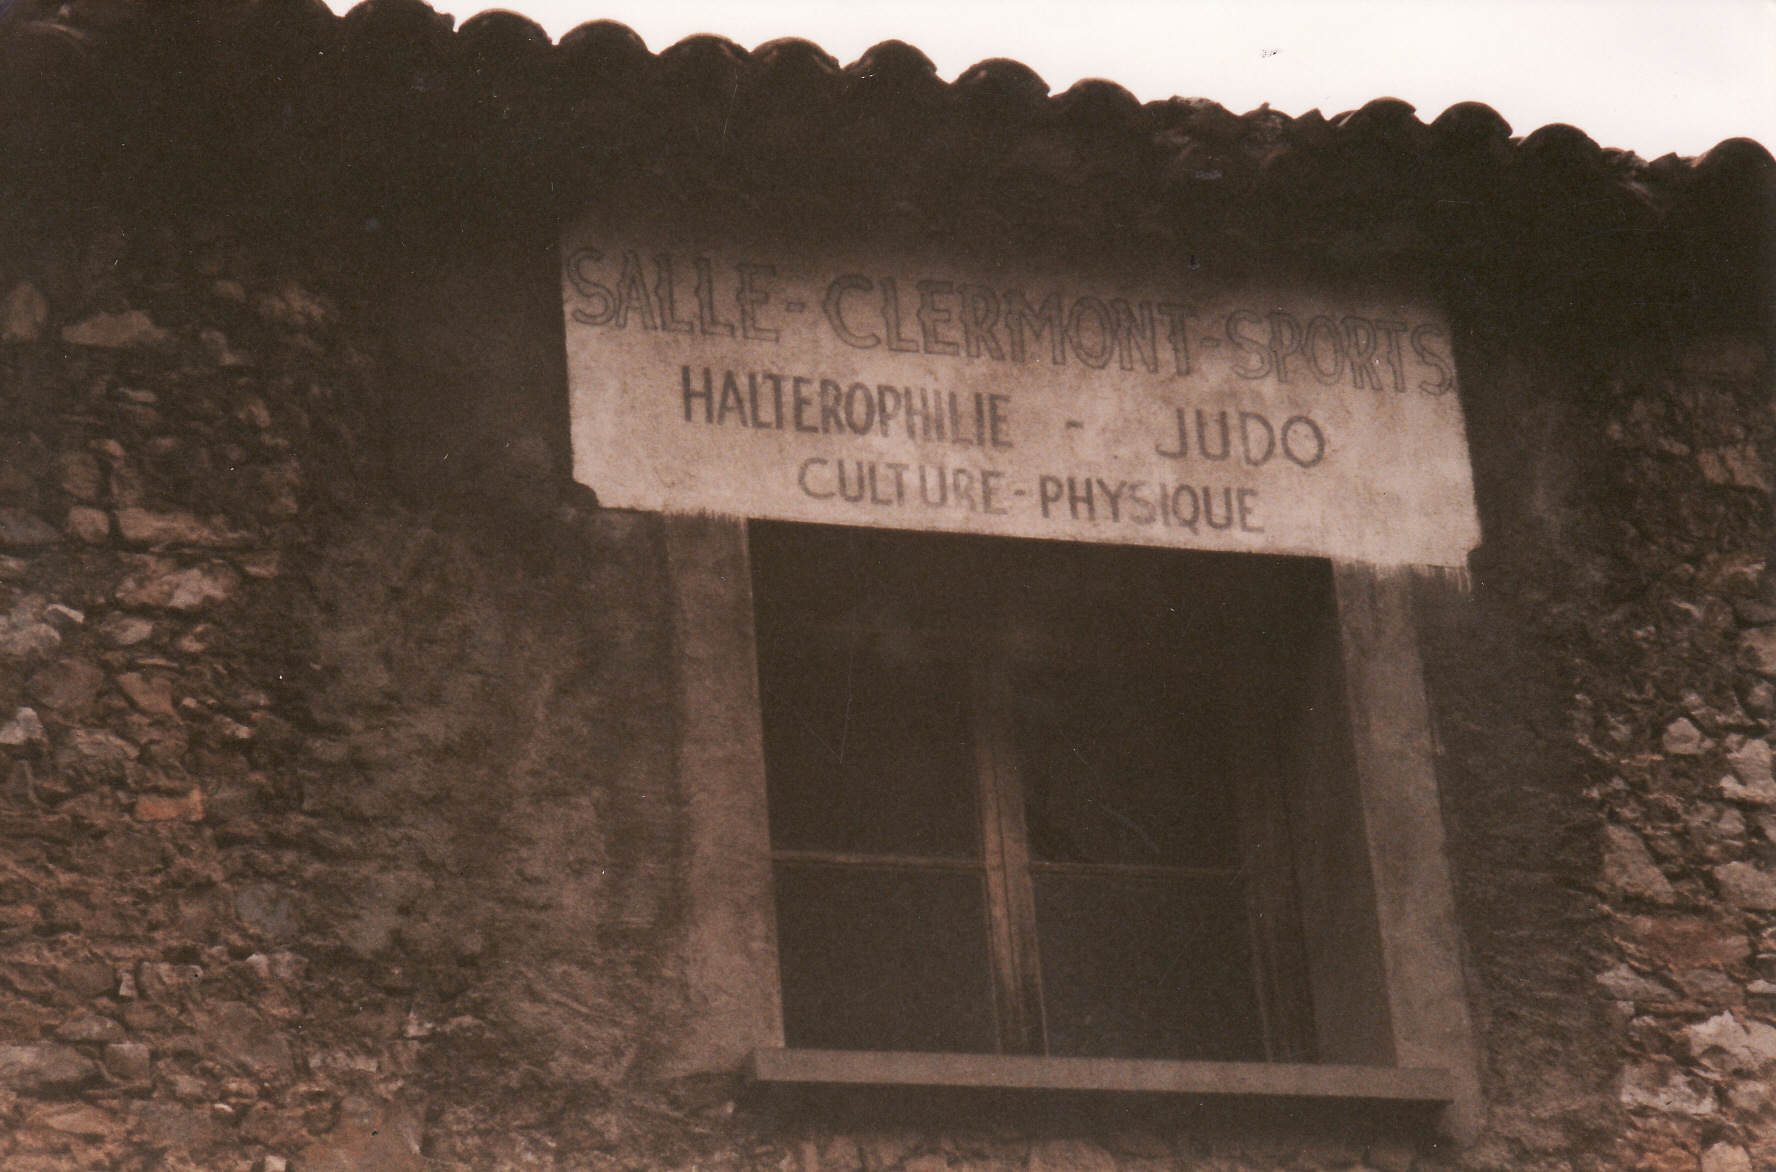 SALLE-CLERMONT-SPORTS
HALTEROPHILIE - JUDO
CULTURE-PHYSIQUE